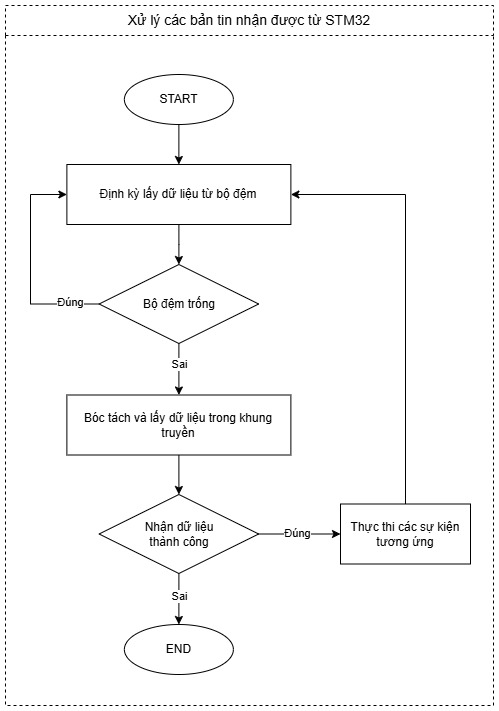 Xử lý các bản tin nhận được từ STM32
START
Định kỳ lấy dữ liệu từ bộ đệm
Bộ đệm trống
Đúng
Sai
Bóc tách và lấy dữ liệu trong khung
truyền
Nhận dữ liệu
thành công
Đúng
Thực thi các sự kiện
tương ứng
Sai
END